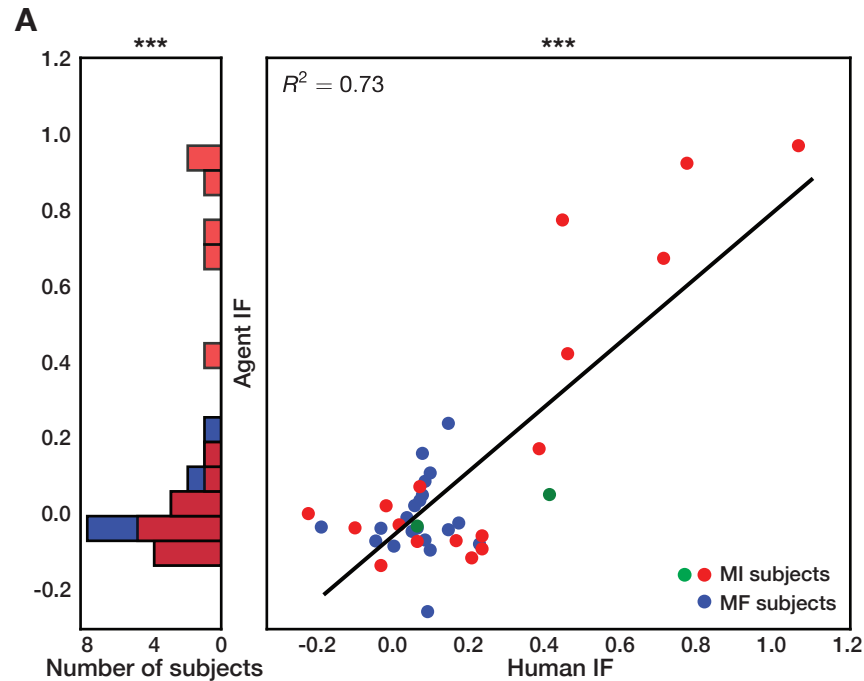 A
***
***
1.2
1.0
0.8
0.6
0.4
0.2
0.0
-0.2
Agent IF
R² = 0.73
MI subjects
MF subjects
8 4 0
Number of subjects
-0.2 0.0 0.2 0.4 0.6 0.8 1.0 1.2
Human IF